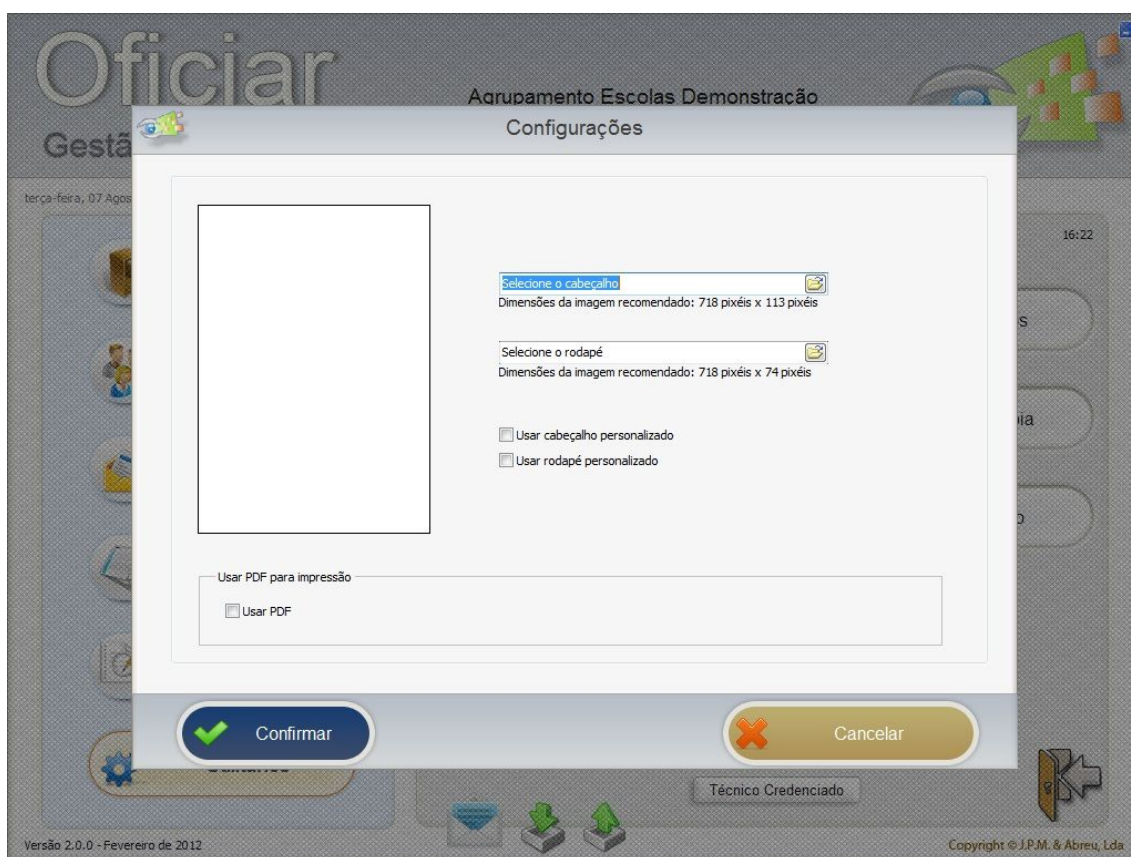 Oficiar
Agrupamento Escolas Demonstração
Configurações
Gestã
terça-feira, 07 Agos
16:22
Selecione o cabeçalho
Dimensões da imagem recomendado: 718 pixéis x 113 pixéis
s
Selecione o rodapé
Dimensões da imagem recomendado: 718 pixéis x 74 pixéis
ia
Usar cabeçalho personalizado
Usar rodapé personalizado
o
Usar PDF para impressão
Usar PDF
Confirmar
Cancelar
Técnico Credenciado
Versão 2.0.0 - Fevereiro de 2012
Copyright © J.P.M. & Abreu, Lda